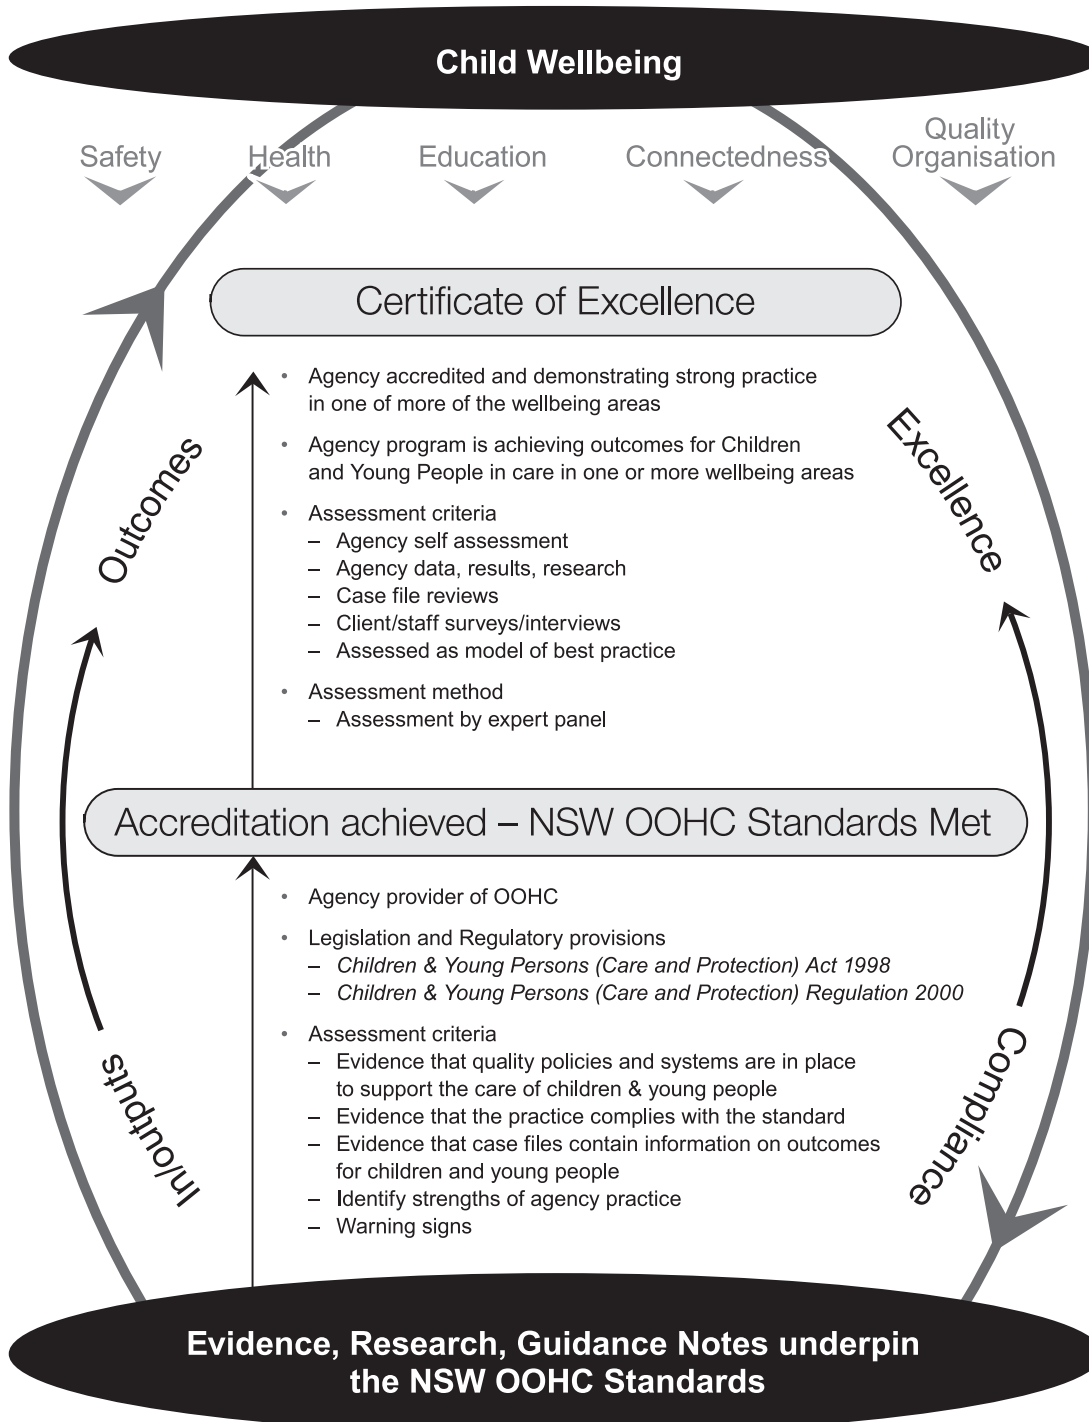 Child Wellbeing
Safety
Health
Education
Connectedness
Quality
Organisation
Certificate of Excellence
• Agency accredited and demonstrating strong practice
in one of more of the wellbeing areas
• Agency program is achieving outcomes for Children
and Young People in care in one or more wellbeing areas
• Assessment criteria
– Agency self assessment
– Agency data, results, research
– Case file reviews
– Client/staff surveys/interviews
– Assessed as model of best practice
• Assessment method
– Assessment by expert panel
Outcomes
Excellence
Accreditation achieved – NSW OOHC Standards Met
• Agency provider of OOHC
• Legislation and Regulatory provisions
– Children & Young Persons (Care and Protection) Act 1998
– Children & Young Persons (Care and Protection) Regulation 2000
• Assessment criteria
– Evidence that quality policies and systems are in place
to support the care of children & young people
– Evidence that the practice complies with the standard
– Evidence that case files contain information on outcomes
for children and young people
– Identify strengths of agency practice
– Warning signs
In/outputs
Compliance
Evidence, Research, Guidance Notes underpin
the NSW OOHC Standards